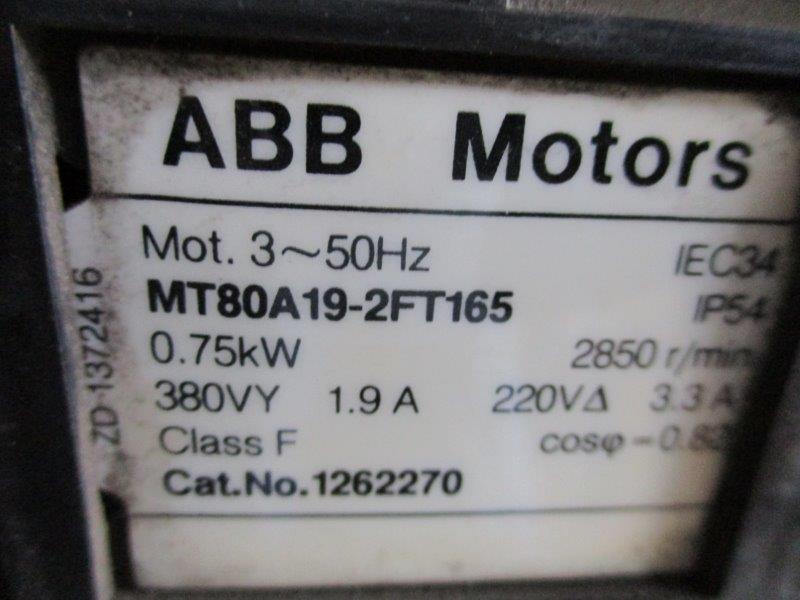 ABB Motors
Mot. 3~50Hz IEC34
MT80A19-2FT165 IP54
0.75kW 2850 r/min
380VY 1.9 A 220VΔ 3.3 A
Class F cosφ-
Cat.No.1262270
ZD 1372416